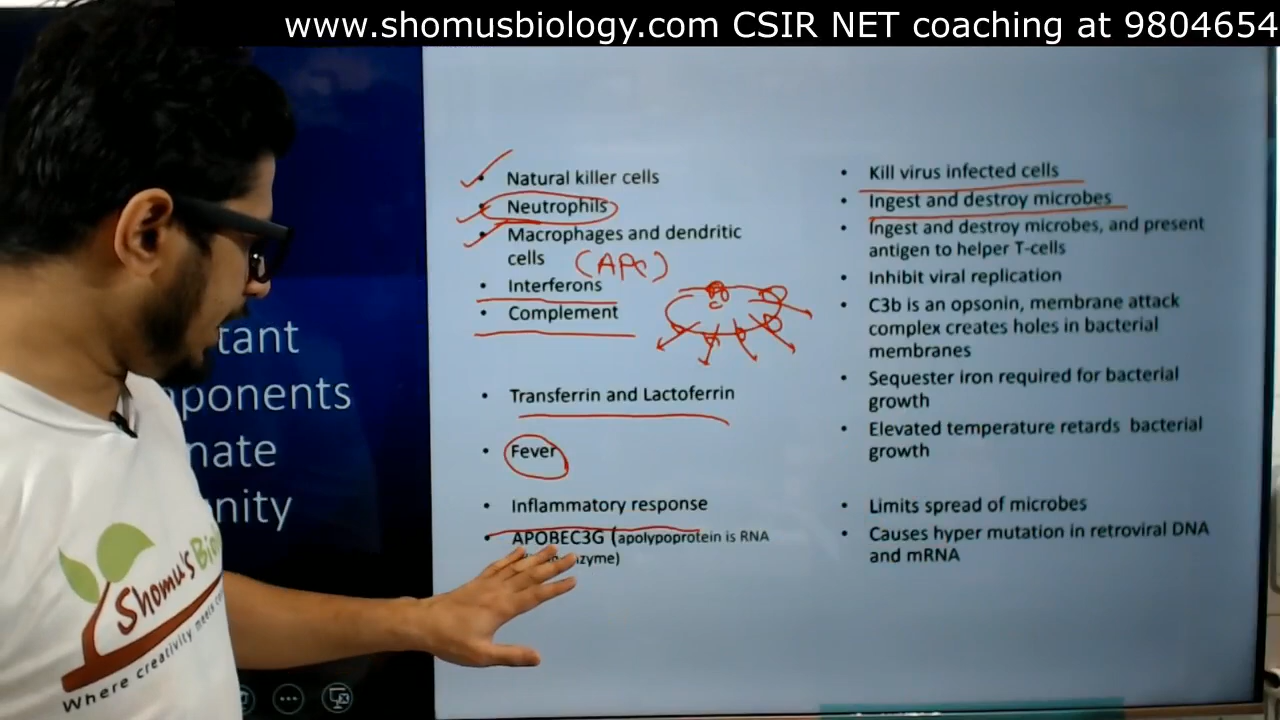 www.shomusbiology.com CSIR NET coaching at 9804654
tant
ponents
nate
nity
• Natural killer cells
• Neutrophils
• Macrophages and dendritic
cells (APC)
• Interferons
• Complement
• Transferrin and Lactoferrin
• Fever
• Inflammatory response
• APOBEC3G (apolypoprotein is RNA
zyme)
• Kill virus infected cells
• Ingest and destroy microbes
• Ingest and destroy microbes, and present
antigen to helper T-cells
• Inhibit viral replication
• C3b is an opsonin, membrane attack
complex creates holes in bacterial
membranes
• Sequester iron required for bacterial
growth
• Elevated temperature retards bacterial
growth
• Limits spread of microbes
• Causes hyper mutation in retroviral DNA
and mRNA
Shomu's Bio
Where creativity meets